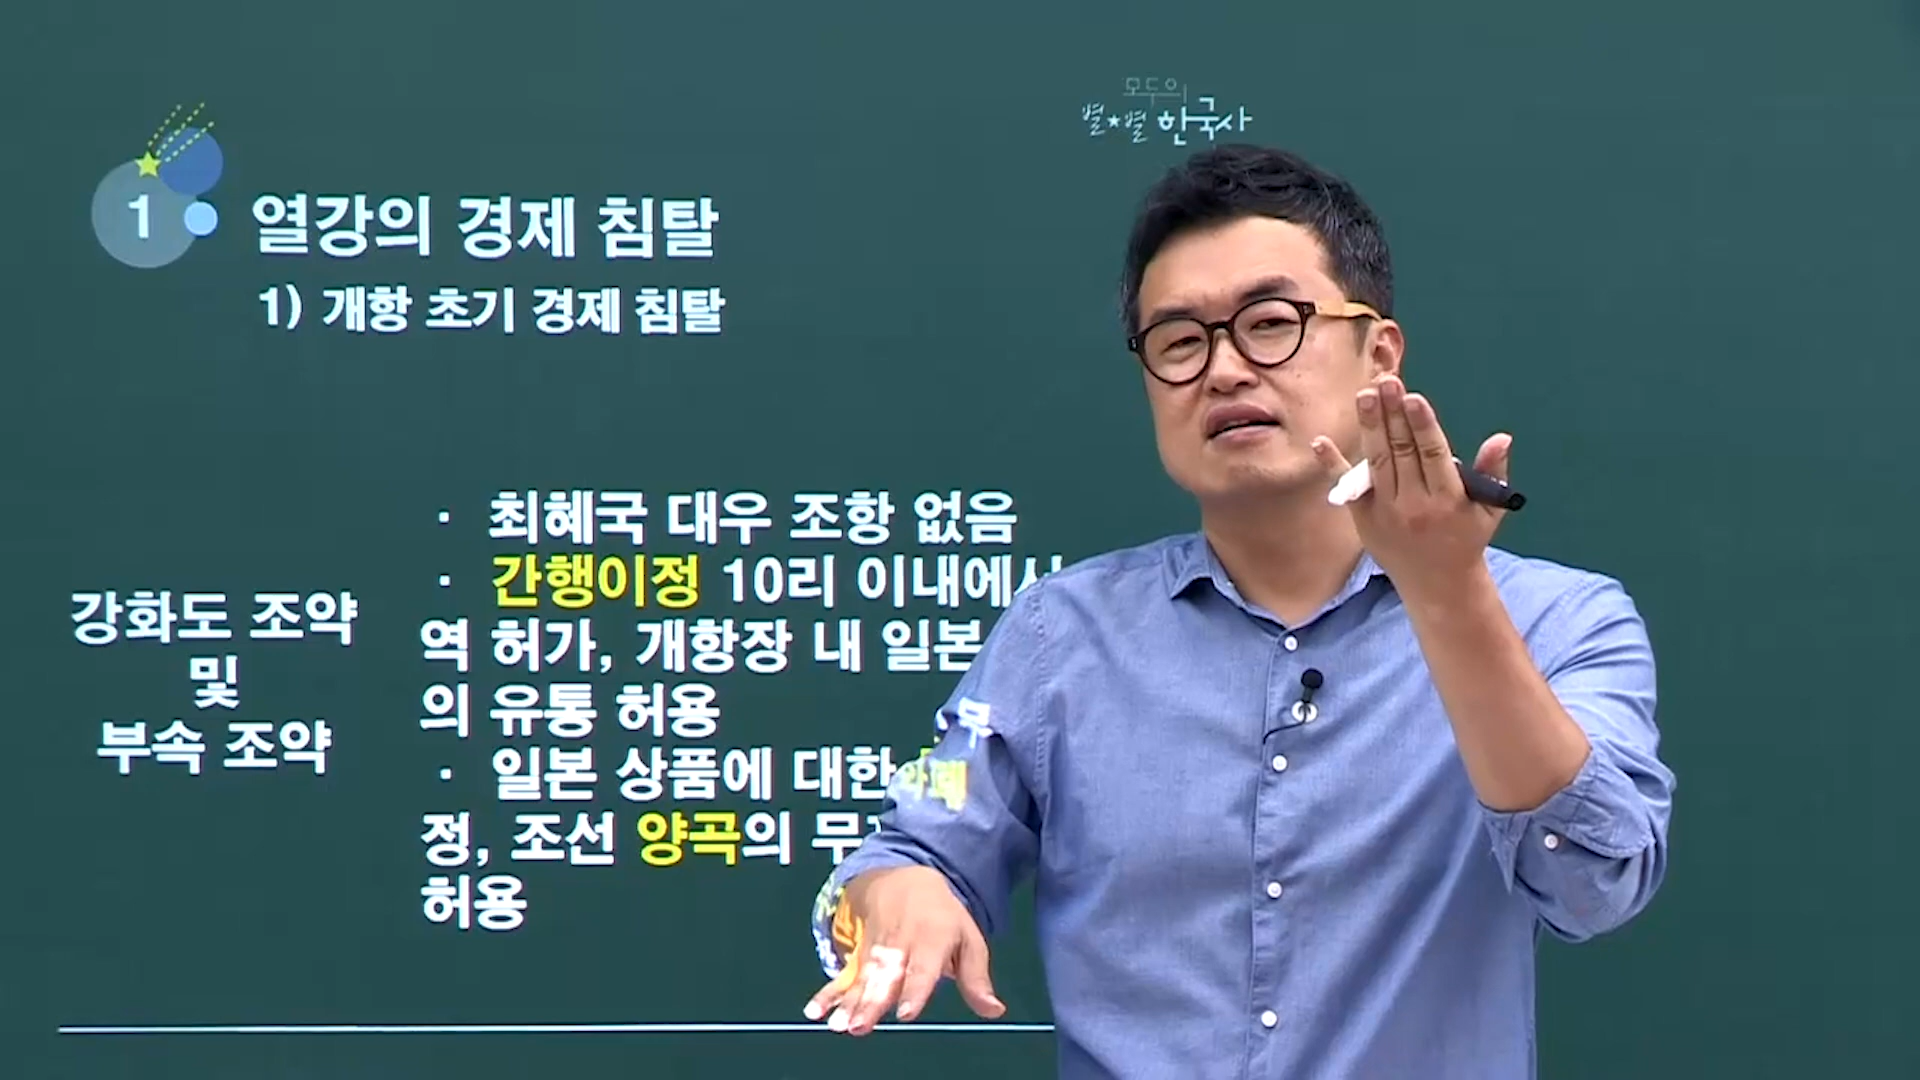 모두의
별★별 한국사
1
열강의 경제 침탈
1) 개항 초기 경제 침탈
강화도 조약
및
부속 조약
· 최혜국 대우 조항 없음
· 간행이정 10리 이내에서
역 허가, 개항장 내 일본
의 유통 허용
· 일본 상품에 대한
정, 조선 양곡의 무
허용